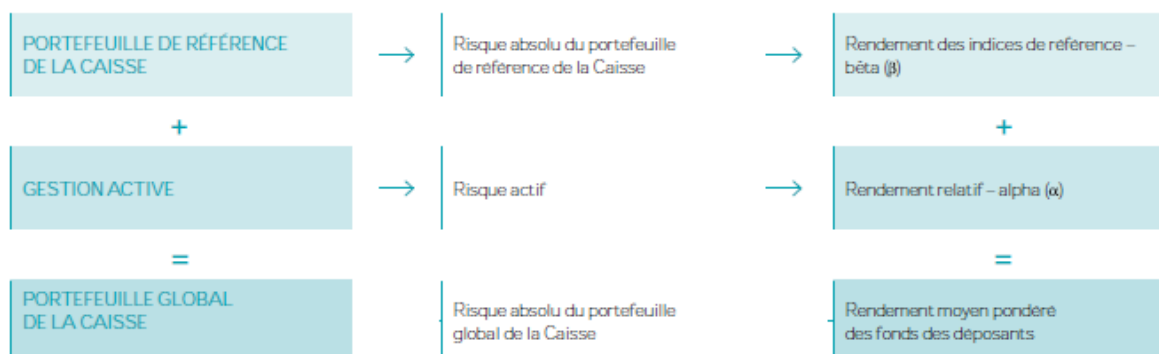 PORTEFEUILLE DE RÉFÉRENCE
DE LA CAISSE
→
Risque absolu du portefeuille
de référence de la Caisse
→
Rendement des indices de référence –
bêta (β)
+
+
GESTION ACTIVE
→
Risque actif
→
Rendement relatif – alpha (α)
=
=
PORTEFEUILLE GLOBAL
DE LA CAISSE
Risque absolu du portefeuille
global de la Caisse
Rendement moyen pondéré
des fonds des déposants